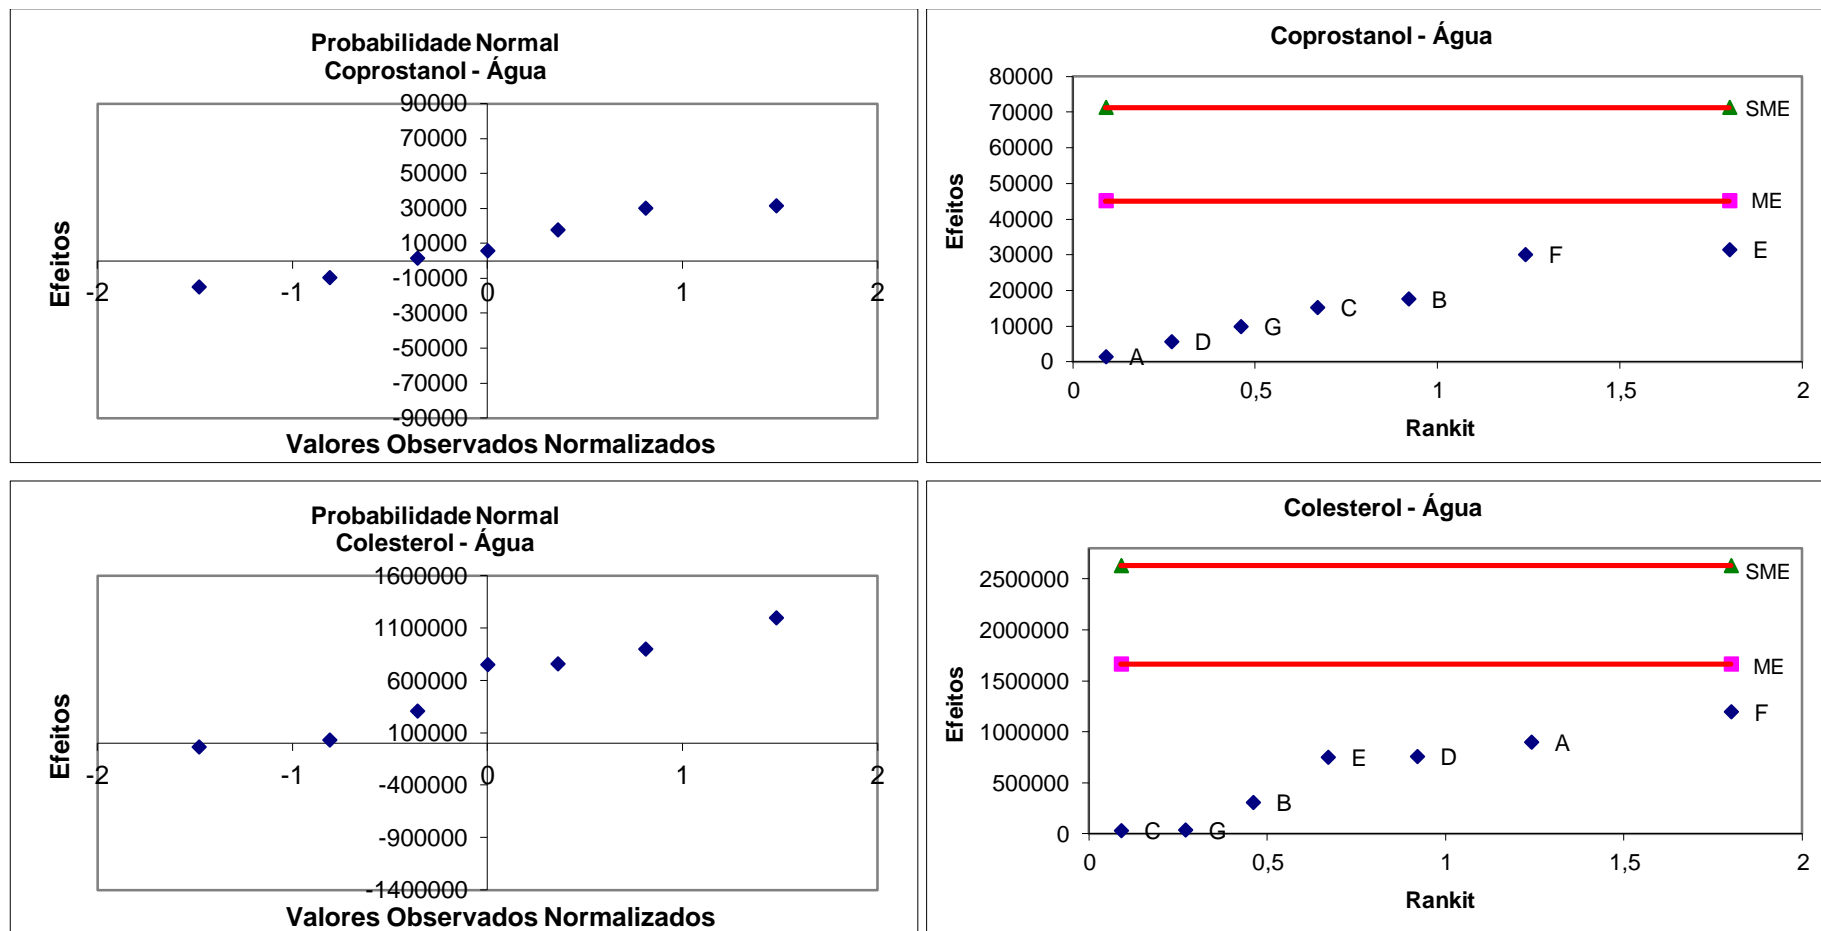 Probabilidade Normal
Coprostanol - Água
90000
70000
50000
30000
10000
-10000
-30000
-50000
-70000
-90000
-2
-1
0
1
2
Efeitos
Valores Observados Normalizados
Coprostanol - Água
80000
70000
60000
50000
40000
30000
20000
10000
0
0
0,5
1
1,5
2
SME
ME
E
F
B
C
G
D
A
Efeitos
Rankit
Probabilidade Normal
Colesterol - Água
1600000
1100000
600000
100000
-400000
-900000
-1400000
-2
-1
0
1
2
Efeitos
Valores Observados Normalizados
Colesterol - Água
2500000
2000000
1500000
1000000
500000
0
0
0,5
1
1,5
2
SME
ME
F
A
D
E
B
G
C
Efeitos
Rankit